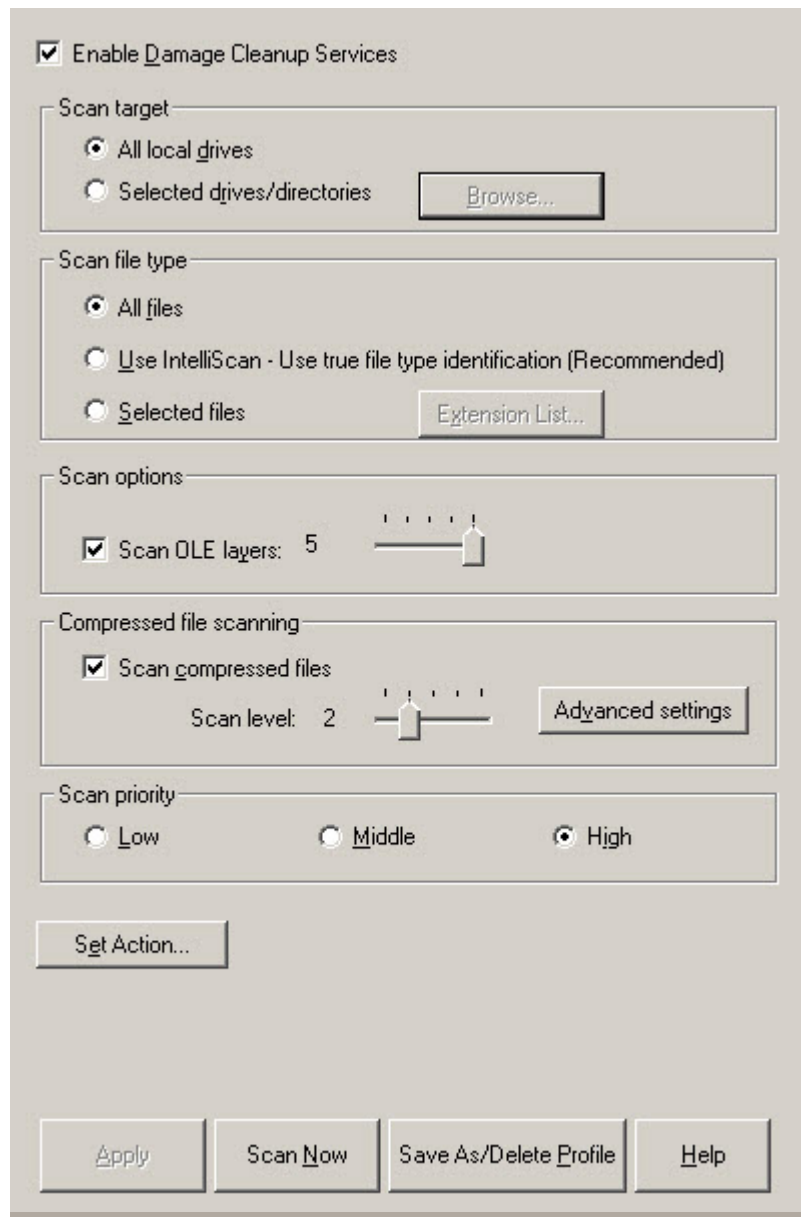 Enable Damage Cleanup Services
Scan target
All local drives
Selected drives/directories Browse...
Scan file type
All files
Use IntelliScan - Use true file type identification (Recommended)
Selected files Extension List...
Scan options
Scan OLE layers: 5
Compressed file scanning
Scan compressed files
Scan level: 2 Advanced settings
Scan priority
Low Middle High
Set Action...
Apply Scan Now Save As/Delete Profile Help